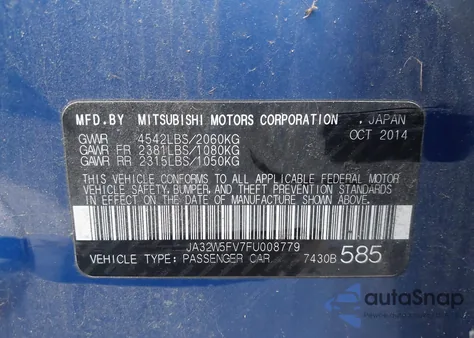 MFD.BY MITSUBISHI MOTORS CORPORATION , JAPAN
OCT 2014
GVWR 4542LBS/2060KG
GAWR FR 2381LBS/1080KG
GAWR RR 2315LBS/1050KG
THIS VEHICLE CONFORMS TO ALL APPLICABLE FEDERAL MOTOR
VEHICLE SAFETY, BUMPER, AND THEFT PREVENTION
STANDARDS IN EFFECT ON THE DATE OF MANUFACTURE SHOWN
ABOVE.
JA32W5FV7FU008779
VEHICLE TYPE: PASSENGER CAR 7430B 585
autoSnap